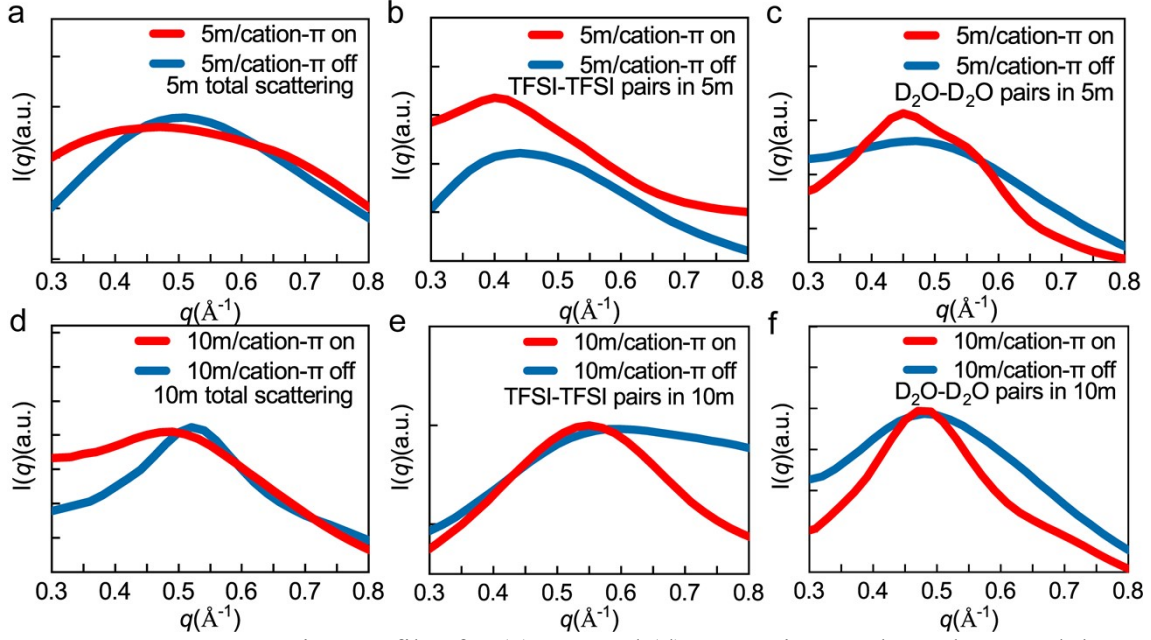 a
5m/cation-π on
5m/cation-π off
5m total scattering
I(q)(a.u.)
0.3 0.4 0.5 0.6 0.7 0.8
q(Å⁻¹)
b
5m/cation-π on
5m/cation-π off
TFSI-TFSI pairs in 5m
I(q)(a.u.)
0.3 0.4 0.5 0.6 0.7 0.8
q(Å⁻¹)
c
5m/cation-π on
5m/cation-π off
D₂O-D₂O pairs in 5m
I(q)(a.u.)
0.3 0.4 0.5 0.6 0.7 0.8
q(Å⁻¹)
d
10m/cation-π on
10m/cation-π off
10m total scattering
I(q)(a.u.)
0.3 0.4 0.5 0.6 0.7 0.8
q(Å⁻¹)
e
10m/cation-π on
10m/cation-π off
TFSI-TFSI pairs in 10m
I(q)(a.u.)
0.3 0.4 0.5 0.6 0.7 0.8
q(Å⁻¹)
f
10m/cation-π on
10m/cation-π off
D₂O-D₂O pairs in 10m
I(q)(a.u.)
0.3 0.4 0.5 0.6 0.7 0.8
q(Å⁻¹)